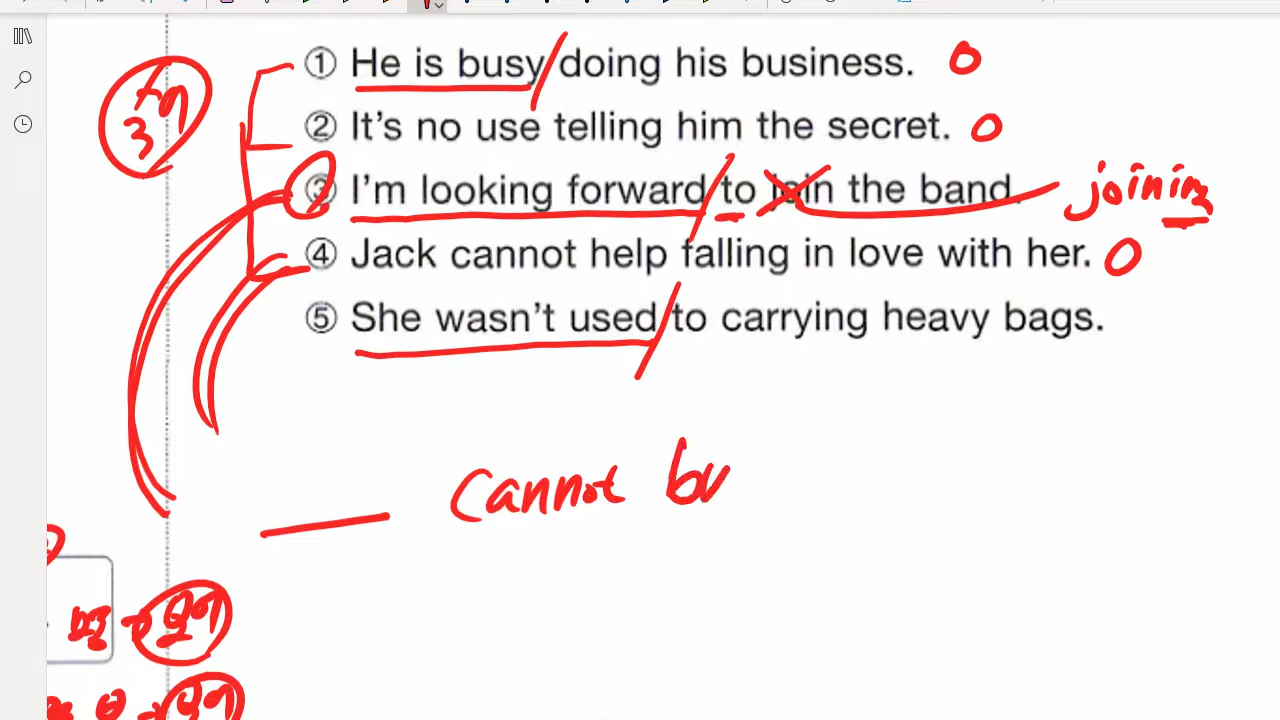 ① He is busy doing his business. O
② It's no use telling him the secret. O
③ I'm looking forward to join the band. joining
④ Jack cannot help falling in love with her. O
⑤ She wasn't used to carrying heavy bags.
cannot bu